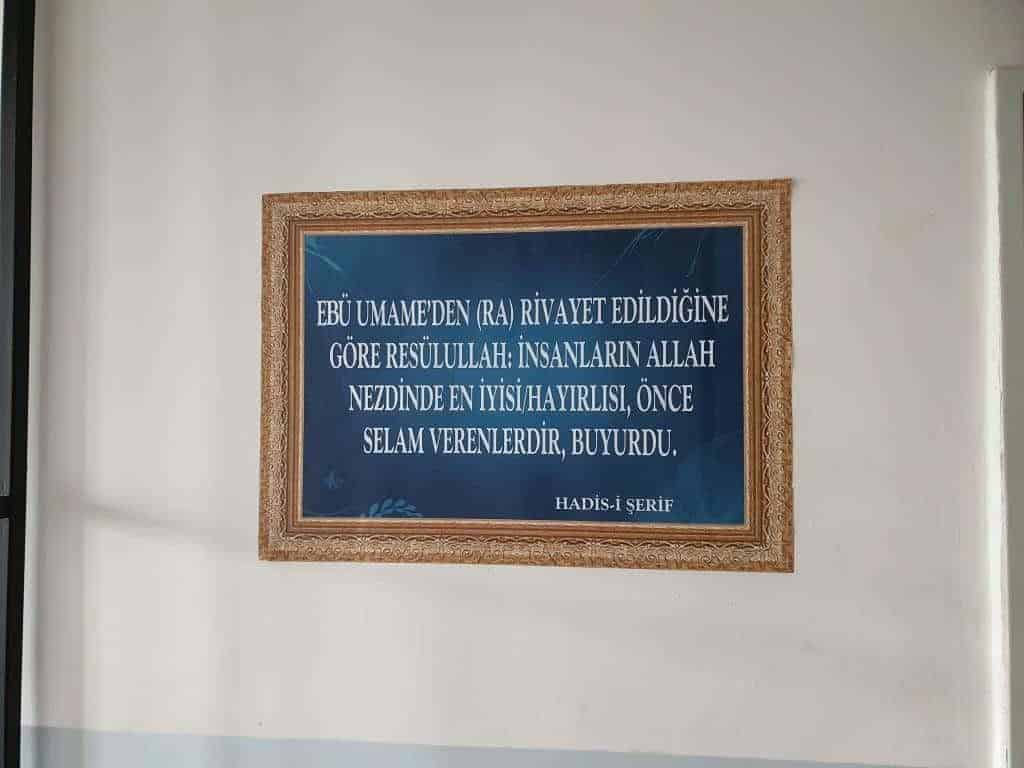 EBÜ UMAME'DEN (RA) RİVAYET EDİLDİĞİNE
GÖRE RESÜLULLAH: İNSANLARIN ALLAH
NEZDİNDE EN İYİSİ/HAYIRLISI, ÖNCE
SELAM VERENLERDİR, BUYURDU.
HADİS-İ ŞERİF